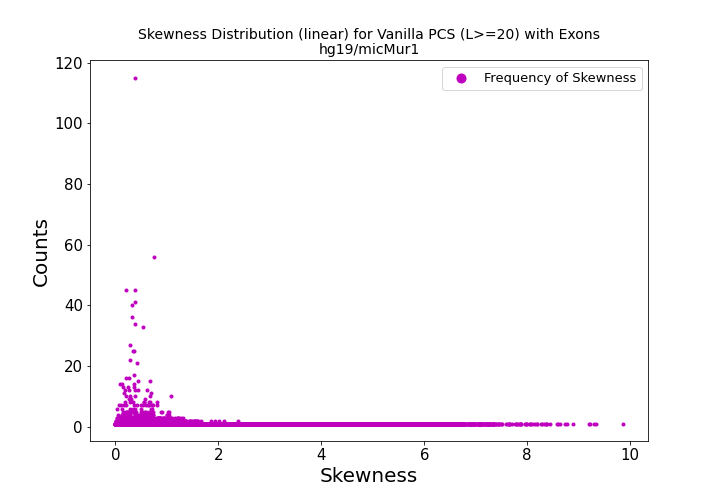 Skewness Distribution (linear) for Vanilla PCS (L>=20) with Exons
hg19/micMur1
Frequency of Skewness
120
100
80
60
40
20
0
Counts
0 2 4 6 8 10
Skewness